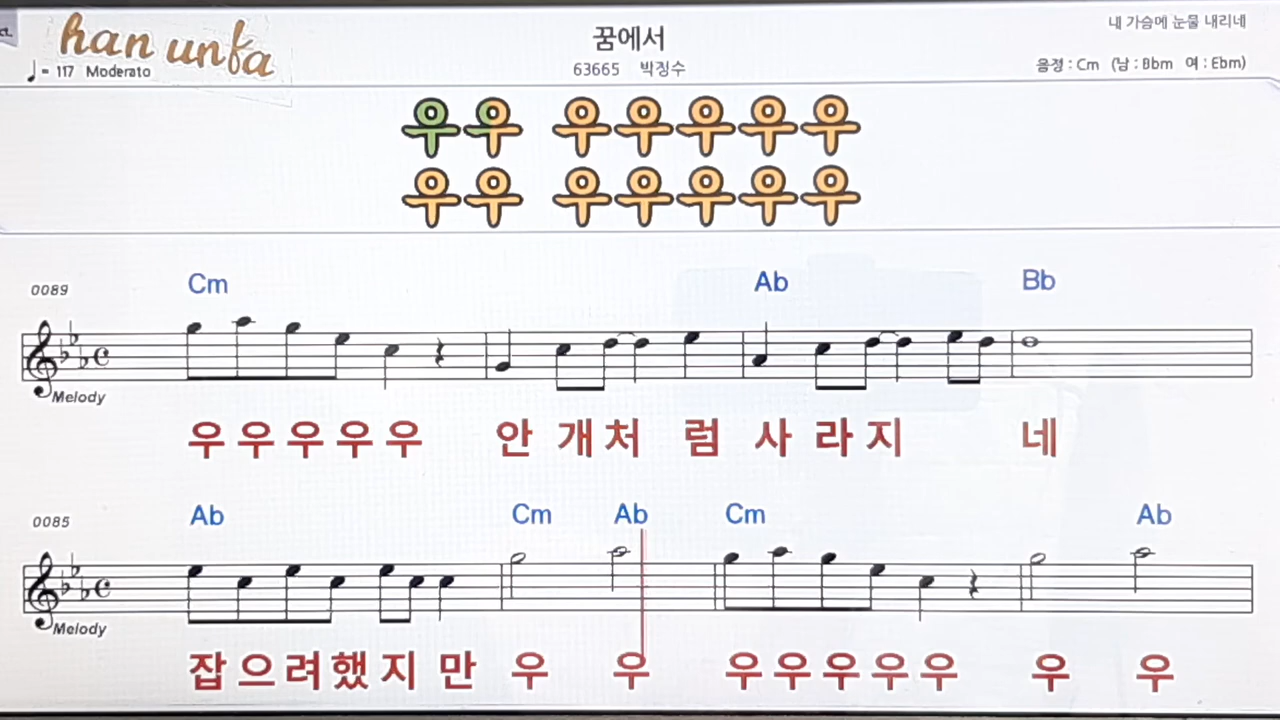 ct.
han unfa
♩= 117 Moderato
꿈에서
63665 박정수
내 가슴에 눈물 내리네
음정 : Cm (남 : Bbm 여 : Ebm)
우우 우우우우우
우우 우우우우우
0089
Cm Ab Bb
Melody
우우우우우 안 개처 럼 사 라지 네
0085
Ab Cm Ab Cm Ab
Melody
잡으려했지 만 우 우 우우우우우 우 우